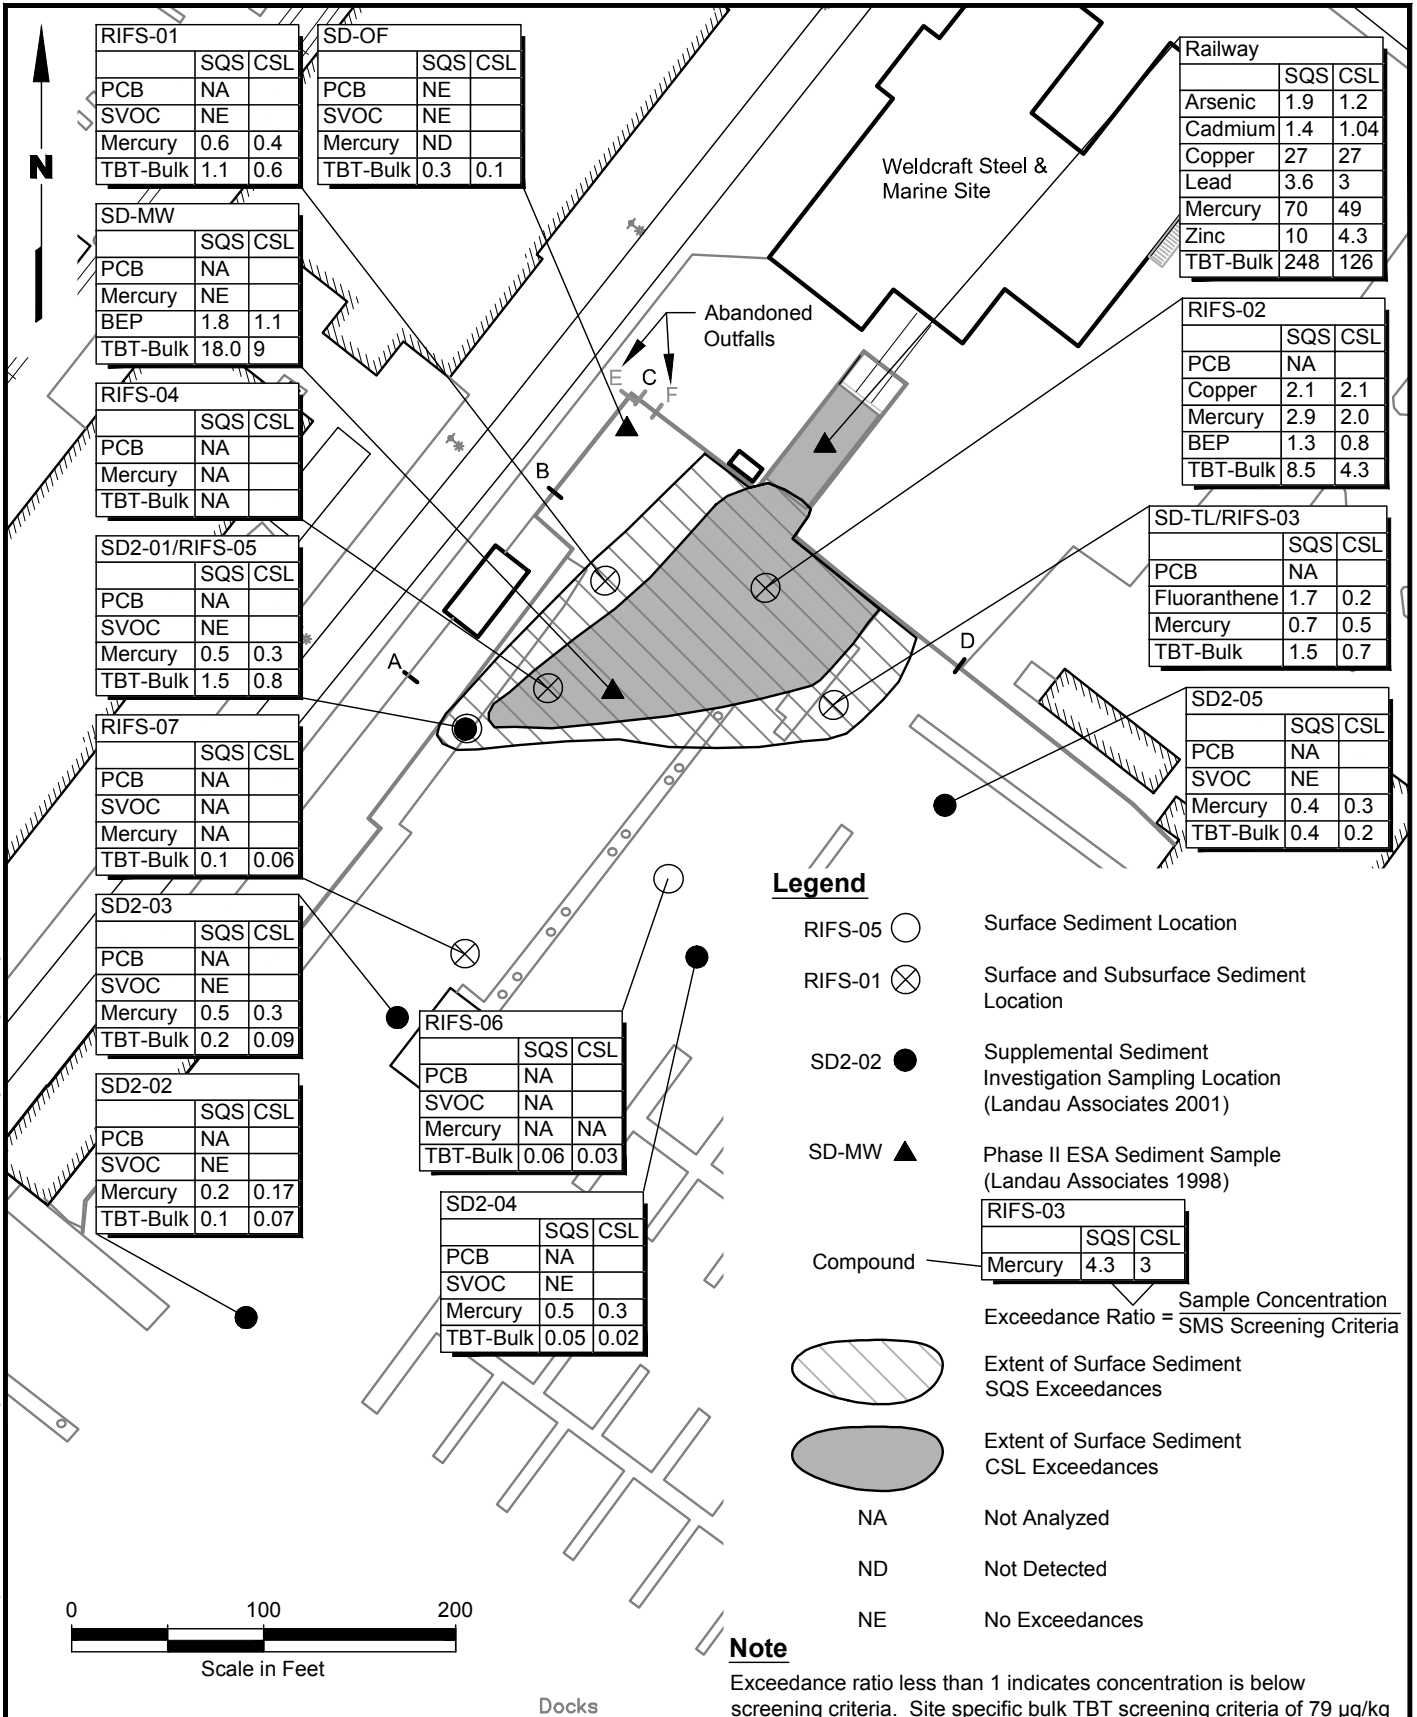 N
RIFS-01
SQS CSL
PCB NA
SVOC NE
Mercury 0.6 0.4
TBT-Bulk 1.1 0.6
SD-OF
SQS CSL
PCB NE
SVOC NE
Mercury ND
TBT-Bulk 0.3 0.1
Railway
SQS CSL
Arsenic 1.9 1.2
Cadmium 1.4 1.04
Copper 27 27
Lead 3.6 3
Mercury 70 49
Zinc 10 4.3
TBT-Bulk 248 126
Weldcraft Steel &
Marine Site
SD-MW
SQS CSL
PCB NA
Mercury NE
BEP 1.8 1.1
TBT-Bulk 18.0 9
RIFS-02
SQS CSL
PCB NA
Copper 2.1 2.1
Mercury 2.9 2.0
BEP 1.3 0.8
TBT-Bulk 8.5 4.3
Abandoned
Outfalls
E C F
B
A
D
RIFS-04
SQS CSL
PCB NA
Mercury NA
TBT-Bulk NA
SD-TL/RIFS-03
SQS CSL
PCB NA
Fluoranthene 1.7 0.2
Mercury 0.7 0.5
TBT-Bulk 1.5 0.7
SD2-01/RIFS-05
SQS CSL
PCB NA
SVOC NE
Mercury 0.5 0.3
TBT-Bulk 1.5 0.8
SD2-05
SQS CSL
PCB NA
SVOC NE
Mercury 0.4 0.3
TBT-Bulk 0.4 0.2
RIFS-07
SQS CSL
PCB NA
SVOC NA
Mercury NA
TBT-Bulk 0.1 0.06
SD2-03
SQS CSL
PCB NA
SVOC NE
Mercury 0.5 0.3
TBT-Bulk 0.2 0.09
RIFS-06
SQS CSL
PCB NA
SVOC NA
Mercury NA NA
TBT-Bulk 0.06 0.03
SD2-02
SQS CSL
PCB NA
SVOC NE
Mercury 0.2 0.17
TBT-Bulk 0.1 0.07
SD2-04
SQS CSL
PCB NA
SVOC NE
Mercury 0.5 0.3
TBT-Bulk 0.05 0.02
Legend
RIFS-05 Surface Sediment Location
RIFS-01 Surface and Subsurface Sediment
Location
SD2-02 Supplemental Sediment
Investigation Sampling Location
(Landau Associates 2001)
SD-MW Phase II ESA Sediment Sample
(Landau Associates 1998)
RIFS-03
SQS CSL
Compound Mercury 4.3 3
Exceedance Ratio = Sample Concentration
SMS Screening Criteria
Extent of Surface Sediment
SQS Exceedances
Extent of Surface Sediment
CSL Exceedances
NA Not Analyzed
ND Not Detected
NE No Exceedances
0 100 200
Scale in Feet
Docks
Note
Exceedance ratio less than 1 indicates concentration is below
screening criteria. Site specific bulk TBT screening criteria of 79 µg/kg